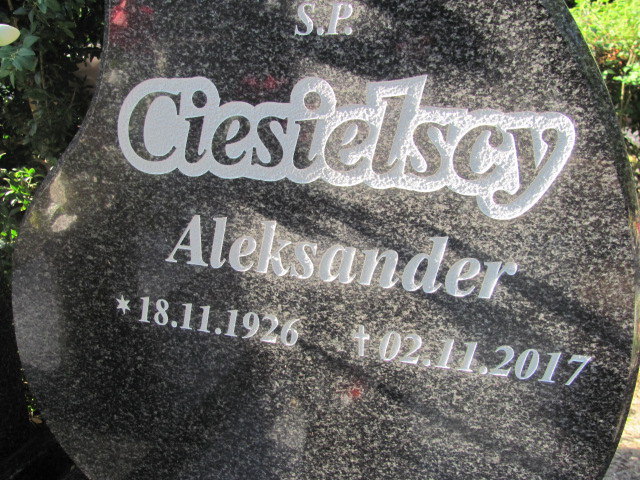 S.P.
Ciesielscy
Aleksander
*18.11.1926 †02.11.2017